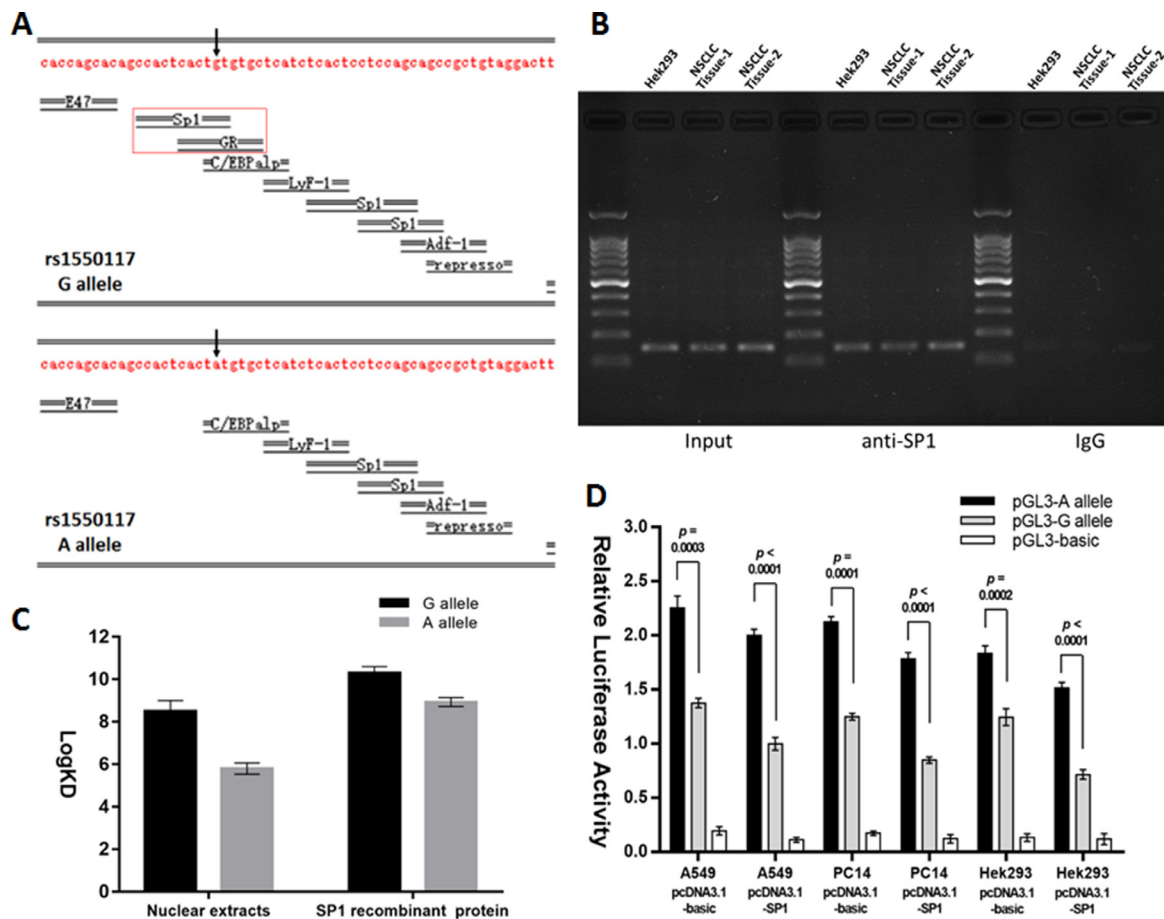 A
caccagcacagccactcactgtgtgctcatctcactcctccagcagccgctgtaggactt
E47
Sp1
GR
C/EBPalp
LyF-1
Sp1
Sp1
Adf-1
represso
rs1550117
G allele
caccagcacagccactcactatgtgctcatctcactcctccagcagccgctgtaggactt
E47
C/EBPalp
LyF-1
Sp1
Sp1
Adf-1
represso
rs1550117
A allele
B
Hek293
NSCLC
Tissue-1
NSCLC
Tissue-2
Hek293
NSCLC
Tissue-1
NSCLC
Tissue-2
Hek293
NSCLC
Tissue-1
NSCLC
Tissue-2
Input anti-SP1 IgG
C
G allele
A allele
LogKD
12
10
8
6
4
2
0
Nuclear extracts SP1 recombinant protein
D
pGL3-A allele
pGL3-G allele
pGL3-basic
Relative Luciferase Activity
3.0
2.5
2.0
1.5
1.0
0.5
0.0
p =
0.0003
p <
0.0001
p =
0.0001
p <
0.0001
p =
0.0002
p <
0.0001
A549
pcDNA3.1
-basic
A549
pcDNA3.1
-SP1
PC14
pcDNA3.1
-basic
PC14
pcDNA3.1
-SP1
Hek293
pcDNA3.1
-basic
Hek293
pcDNA3.1
-SP1